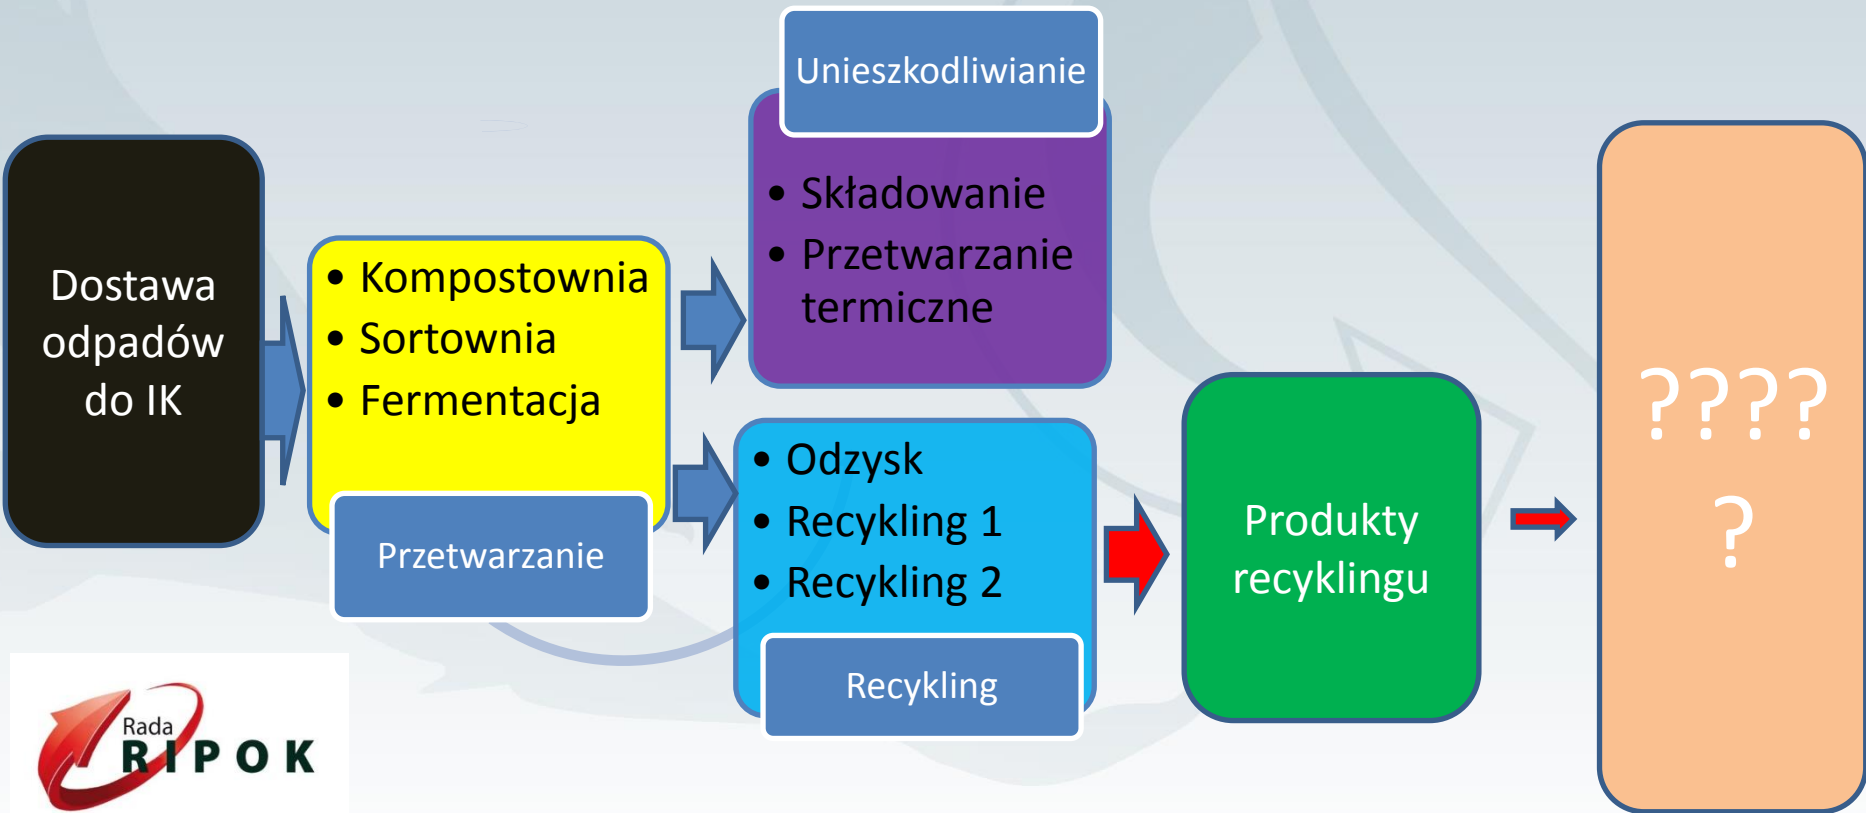 Dostawa
odpadów
do IK
• Kompostownia
• Sortownia
• Fermentacja
Przetwarzanie
Unieszkodliwianie
• Składowanie
• Przetwarzanie
termiczne
• Odzysk
• Recykling 1
• Recykling 2
Recykling
Produkty
recyklingu
????
?
Rada
RIPOK